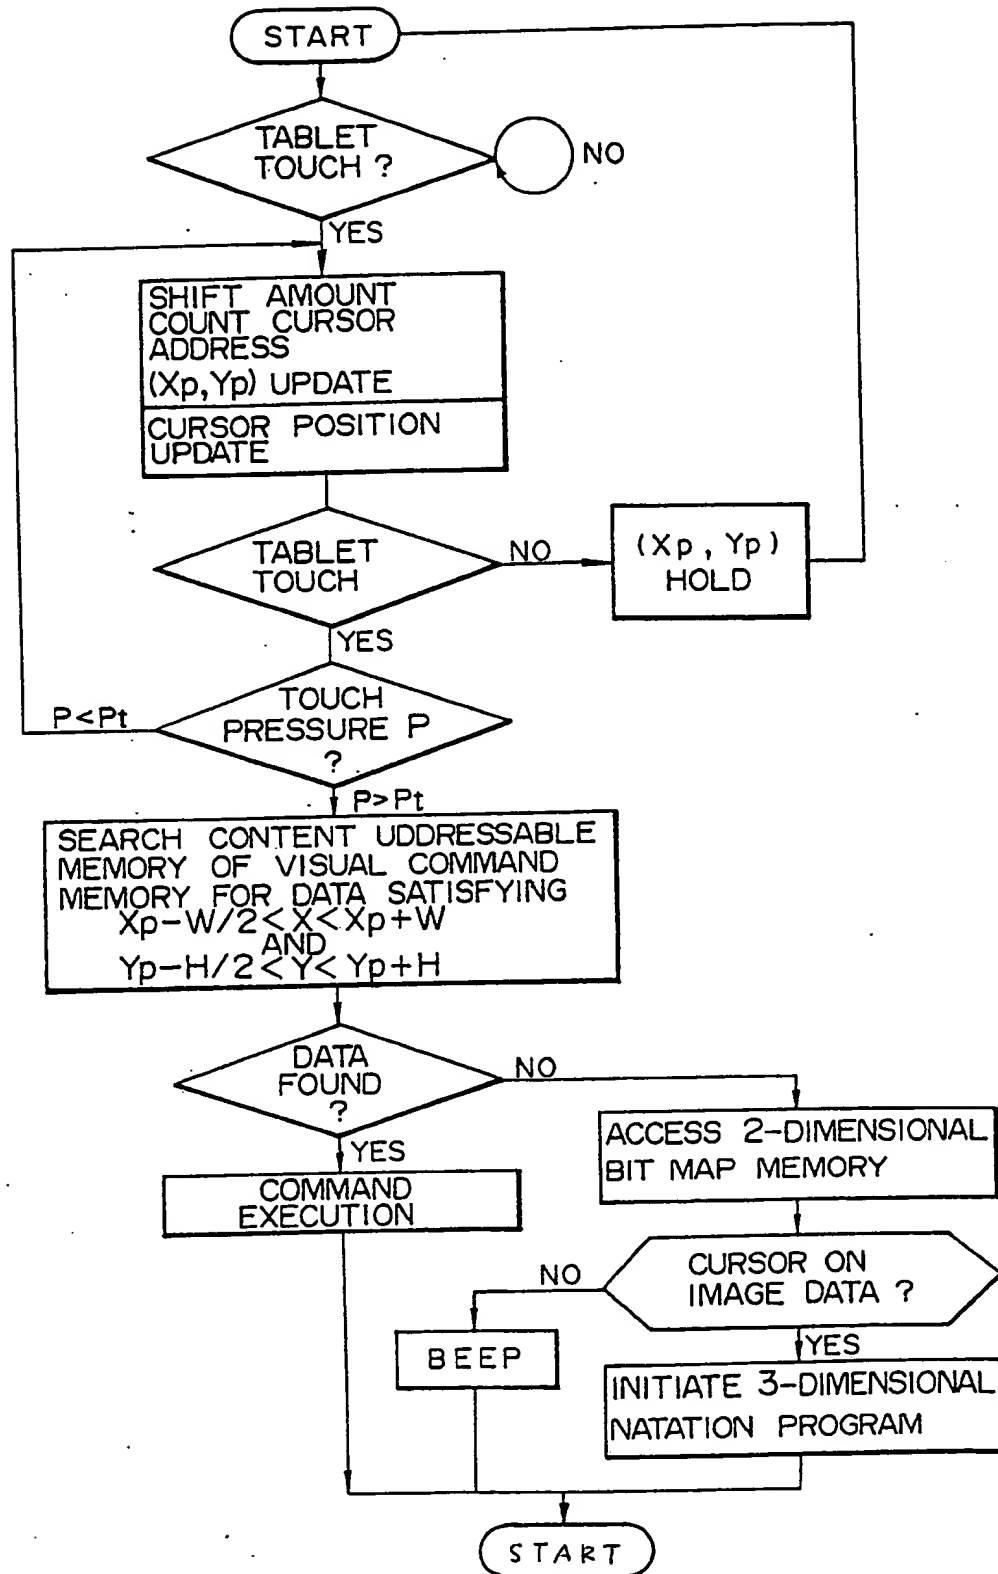 START
TABLET
TOUCH ?
NO
YES
SHIFT AMOUNT
COUNT CURSOR
ADDRESS
(Xp,Yp) UPDATE
CURSOR POSITION
UPDATE
TABLET
TOUCH
NO
(Xp, Yp)
HOLD
YES
TOUCH
PRESSURE P
?
P<Pt
P>Pt
SEARCH CONTENT UDDRESSABLE
MEMORY OF VISUAL COMMAND
MEMORY FOR DATA SATISFYING
Xp-W/2<X<Xp+W
AND
Yp-H/2<Y<Yp+H
DATA
FOUND
?
NO
YES
COMMAND
EXECUTION
ACCESS 2-DIMENSIONAL
BIT MAP MEMORY
CURSOR ON
IMAGE DATA ?
NO
YES
BEEP
INITIATE 3-DIMENSIONAL
NATATION PROGRAM
START